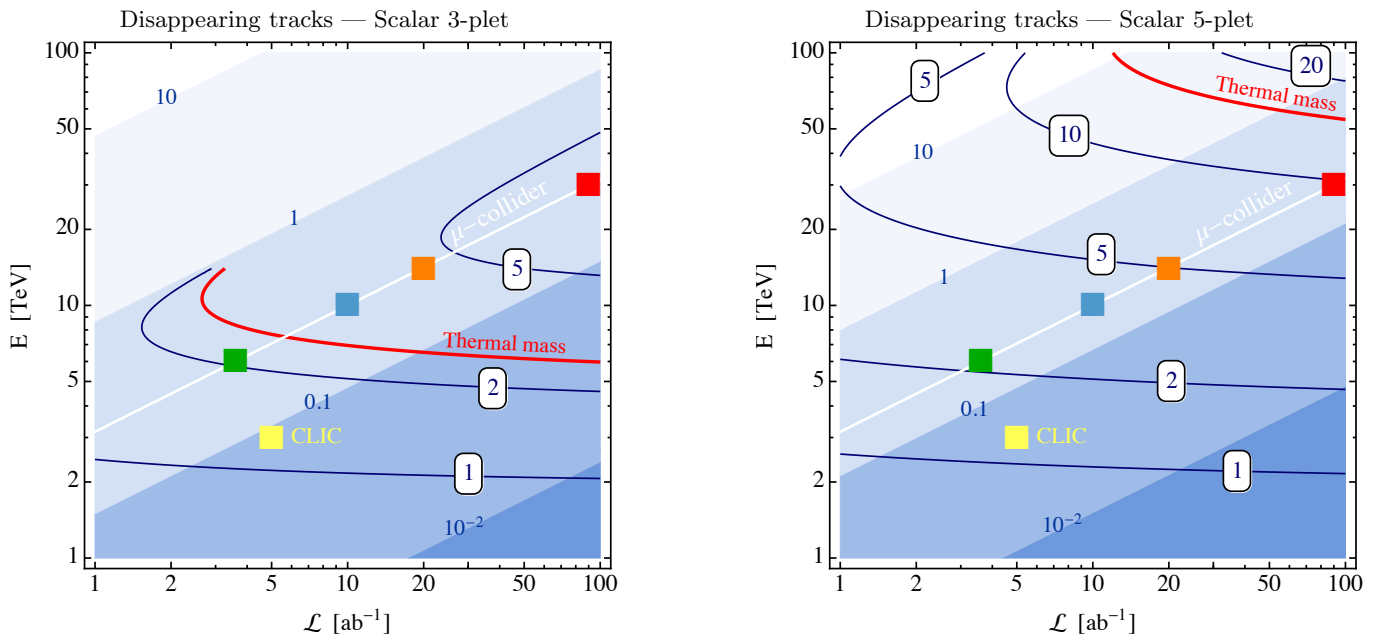 Disappearing tracks — Scalar 3-plet
100
50
20
10
5
2
1
E [TeV]
10
1
0.1
10⁻²
μ-collider
5
Thermal mass
2
CLIC
1
1 2 5 10 20 50 100
ℒ [ab⁻¹]
Disappearing tracks — Scalar 5-plet
100
50
20
10
5
2
1
E [TeV]
5
20
Thermal mass
10
10
μ-collider
5
1
2
0.1
CLIC
1
10⁻²
1 2 5 10 20 50 100
ℒ [ab⁻¹]